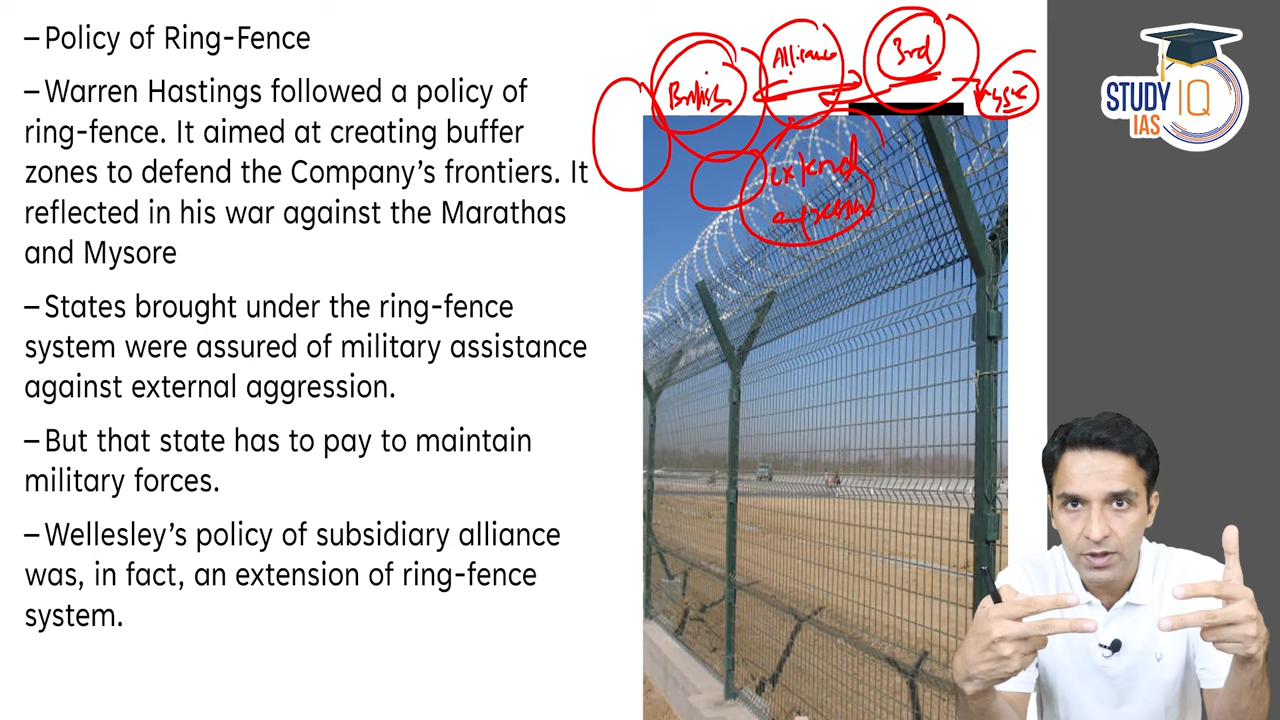 – Policy of Ring-Fence
– Warren Hastings followed a policy of
ring-fence. It aimed at creating buffer
zones to defend the Company’s frontiers. It
reflected in his war against the Marathas
and Mysore
– States brought under the ring-fence
system were assured of military assistance
against external aggression.
– But that state has to pay to maintain
military forces.
– Wellesley’s policy of subsidiary alliance
was, in fact, an extension of ring-fence
system.
British
Alliance
3rd
STUDY IQ
IAS